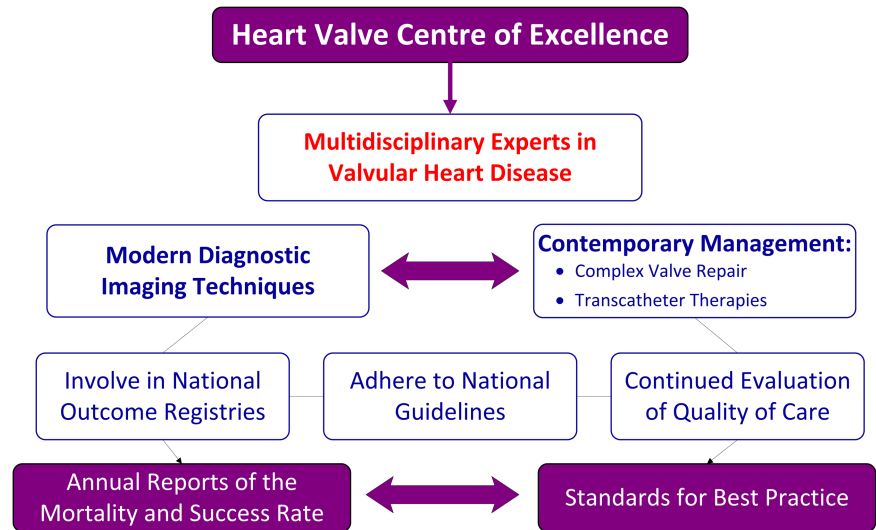 Heart Valve Centre of Excellence
Multidisciplinary Experts in
Valvular Heart Disease
Modern Diagnostic
Imaging Techniques
Contemporary Management:
• Complex Valve Repair
• Transcatheter Therapies
Involve in National
Outcome Registries
Adhere to National
Guidelines
Continued Evaluation
of Quality of Care
Annual Reports of the
Mortality and Success Rate
Standards for Best Practice